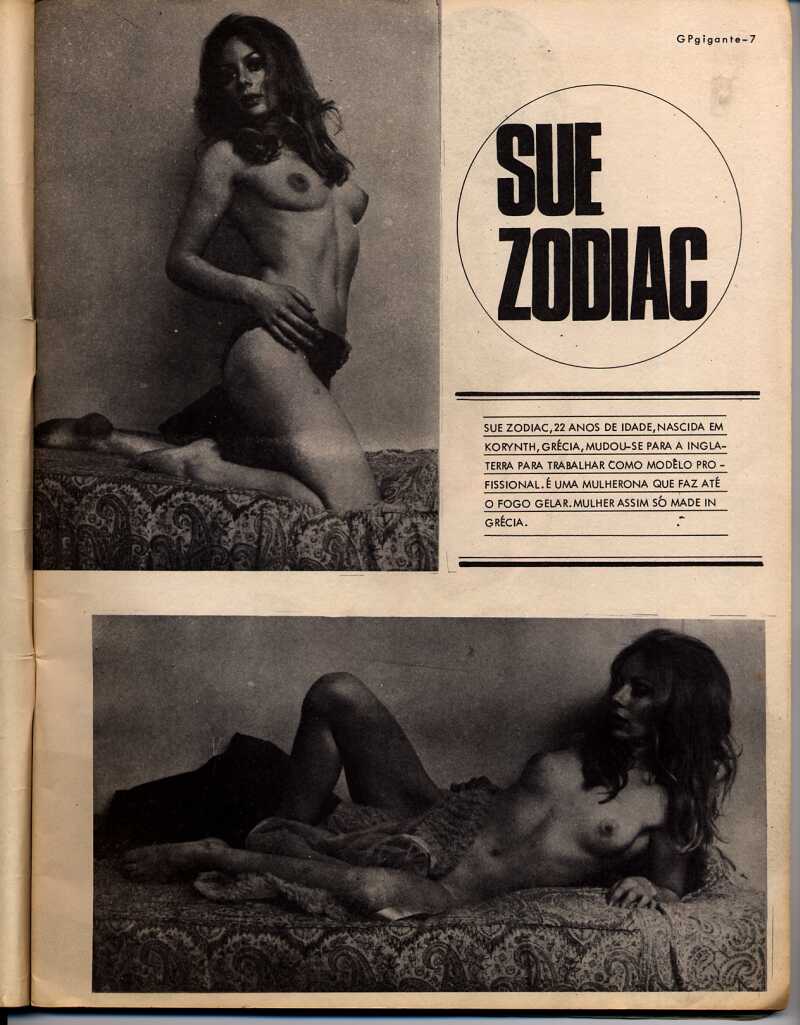 GPgigante-7
SUE
ZODIAC
SUE ZODIAC, 22 ANOS DE IDADE, NASCIDA EM
KORYNTH, GRÉCIA, MUDOU-SE PARA A INGLA-
TERRA PARA TRABALHAR COMO MODÊLO PRO-
FISSIONAL. É UMA MULHERONA QUE FAZ ATÉ
O FOGO GELAR. MULHER ASSIM SÓ MADE IN
GRÉCIA.